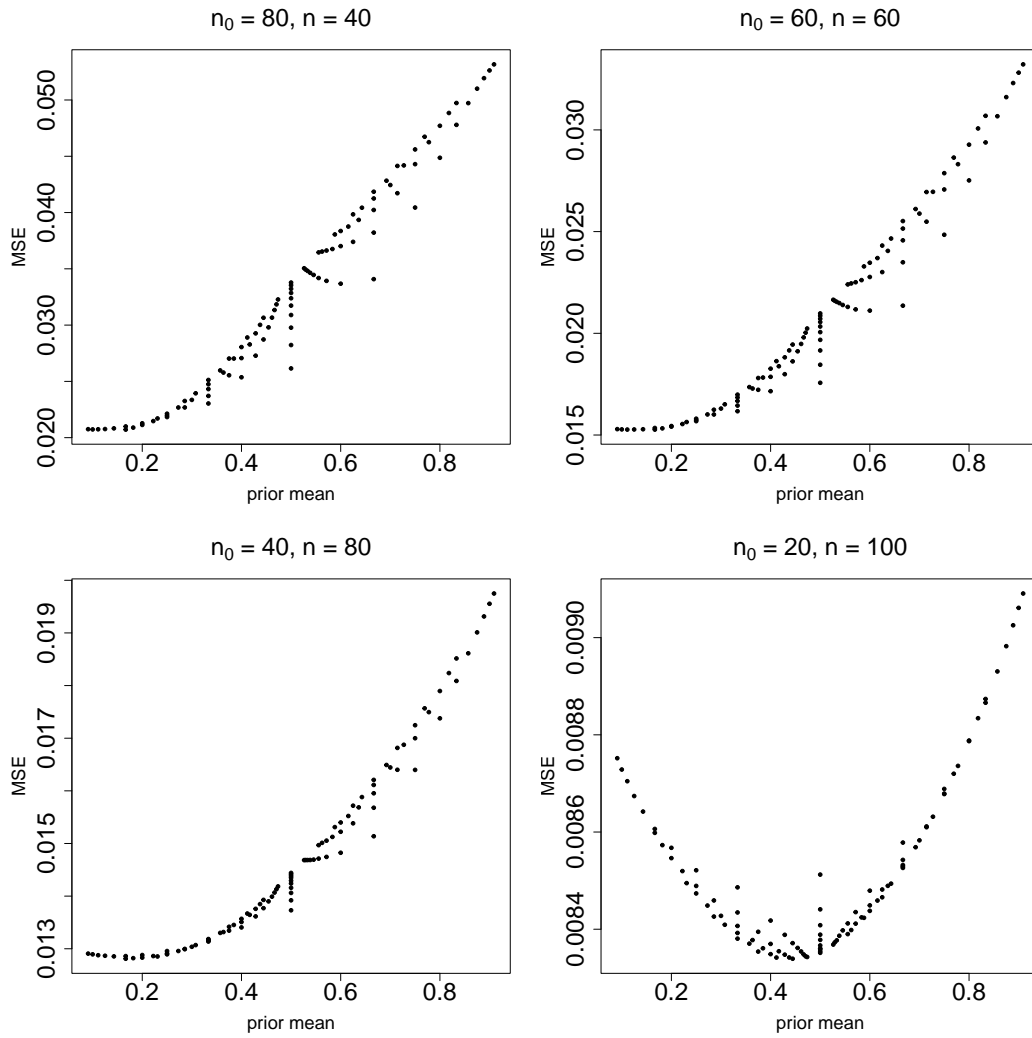 n₀ = 80, n = 40
MSE
0.020 0.030 0.040 0.050
0.2 0.4 0.6 0.8
prior mean
n₀ = 60, n = 60
MSE
0.015 0.020 0.025 0.030
0.2 0.4 0.6 0.8
prior mean
n₀ = 40, n = 80
MSE
0.013 0.015 0.017 0.019
0.2 0.4 0.6 0.8
prior mean
n₀ = 20, n = 100
MSE
0.0084 0.0086 0.0088 0.0090
0.2 0.4 0.6 0.8
prior mean